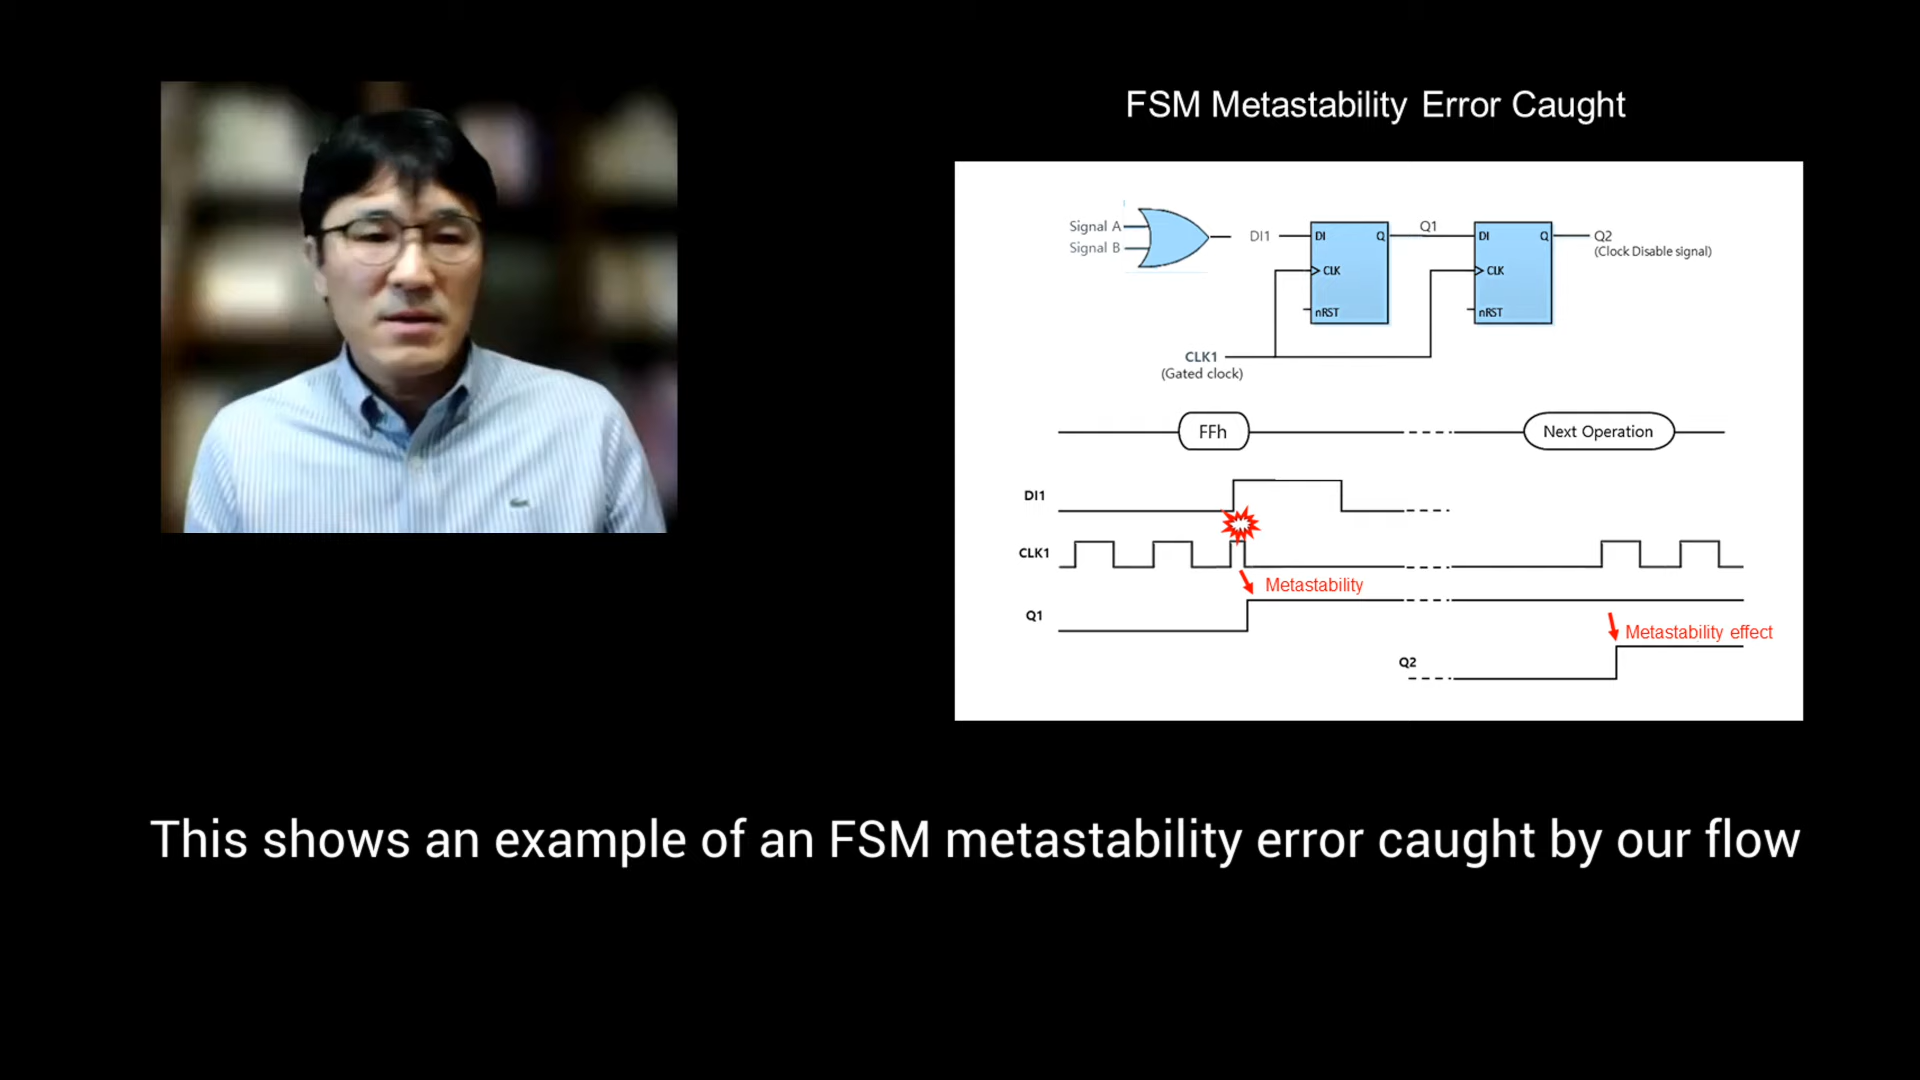 FSM Metastability Error Caught
Signal A
Signal B
DI1
DI
Q
CLK
nRST
Q1
DI
Q
CLK
nRST
Q2
(Clock Disable signal)
CLK1
(Gated clock)
FFh
Next Operation
DI1
CLK1
Metastability
Q1
Metastability effect
Q2
This shows an example of an FSM metastability error caught by our flow